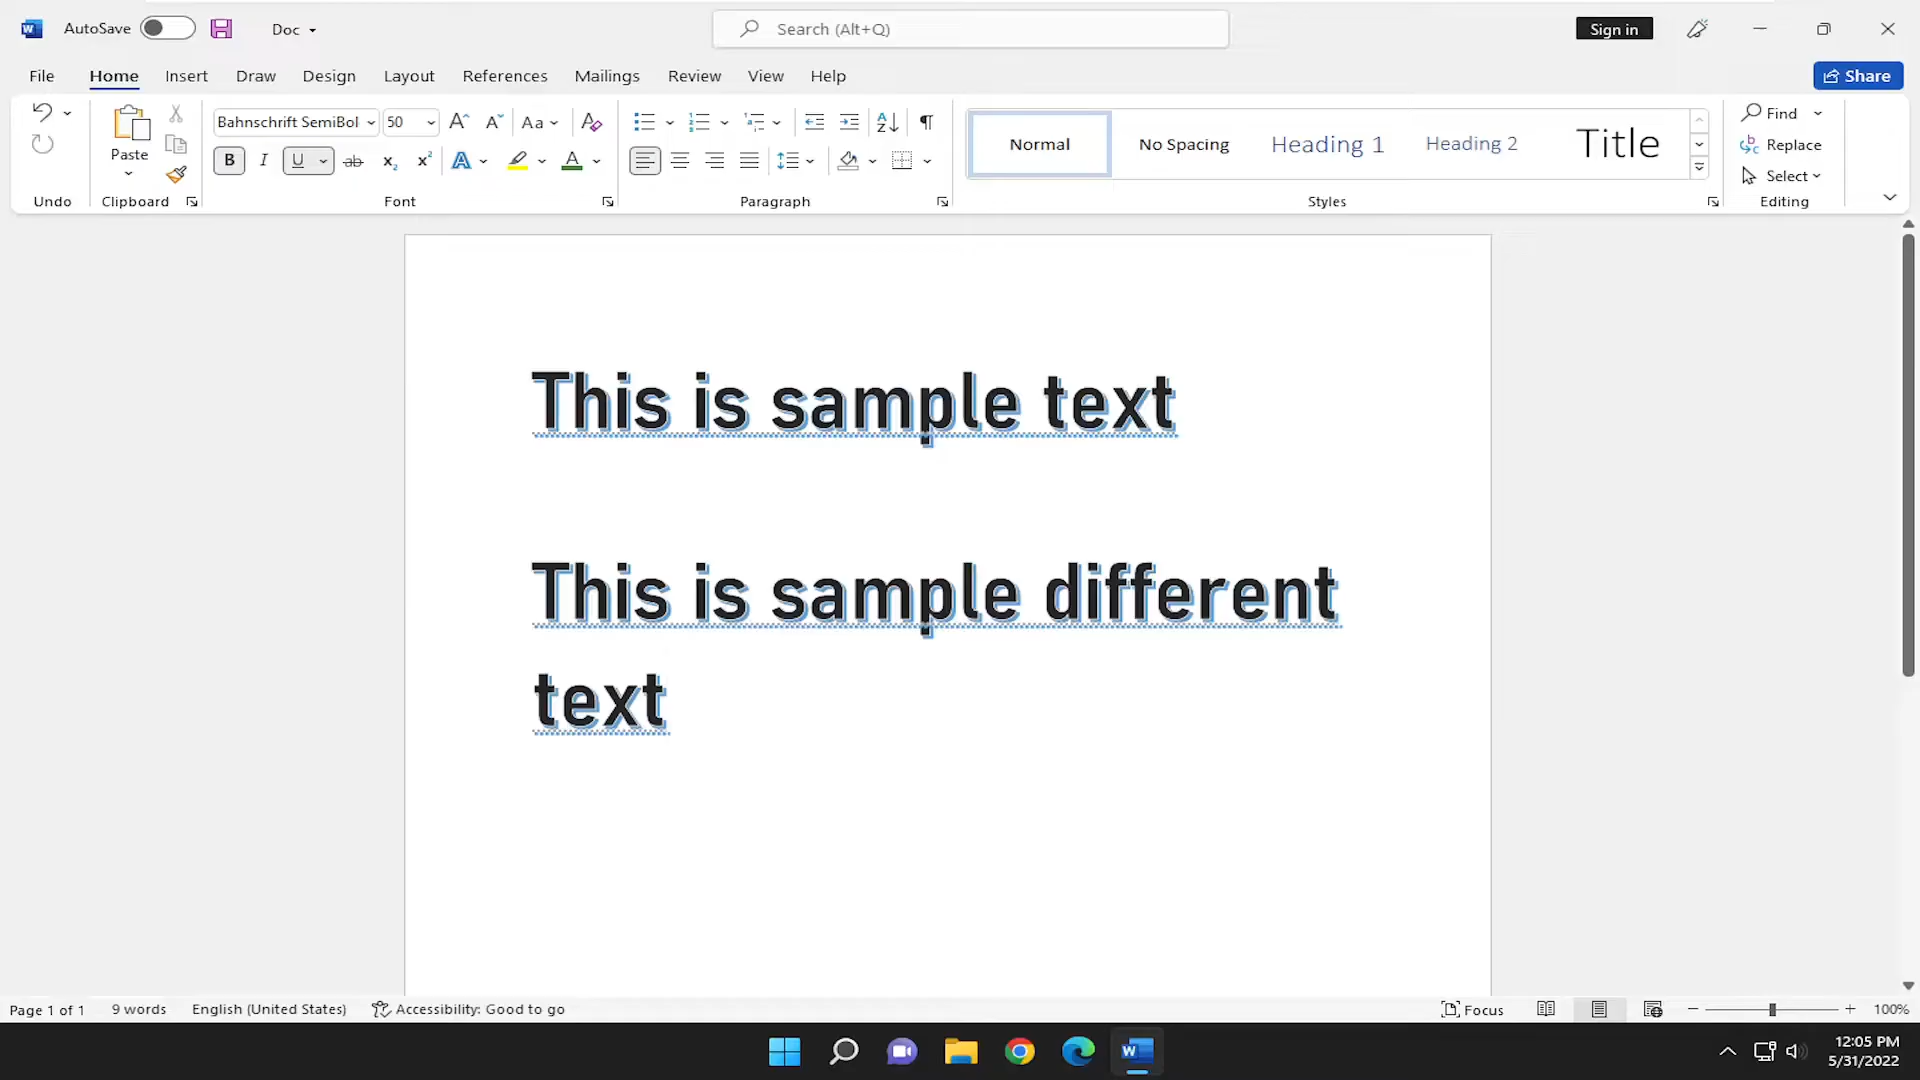 AutoSave
Doc
Search (Alt+Q)
Sign in
File Home Insert Draw Design Layout References Mailings Review View Help
Share
Paste
Bahnschrift SemiBol 50
Normal No Spacing Heading 1 Heading 2 Title
Find
Replace
Select
Undo Clipboard Font Paragraph Styles Editing
This is sample text
This is sample different
text
Page 1 of 1 9 words English (United States) Accessibility: Good to go Focus 100%
12:05 PM
5/31/2022